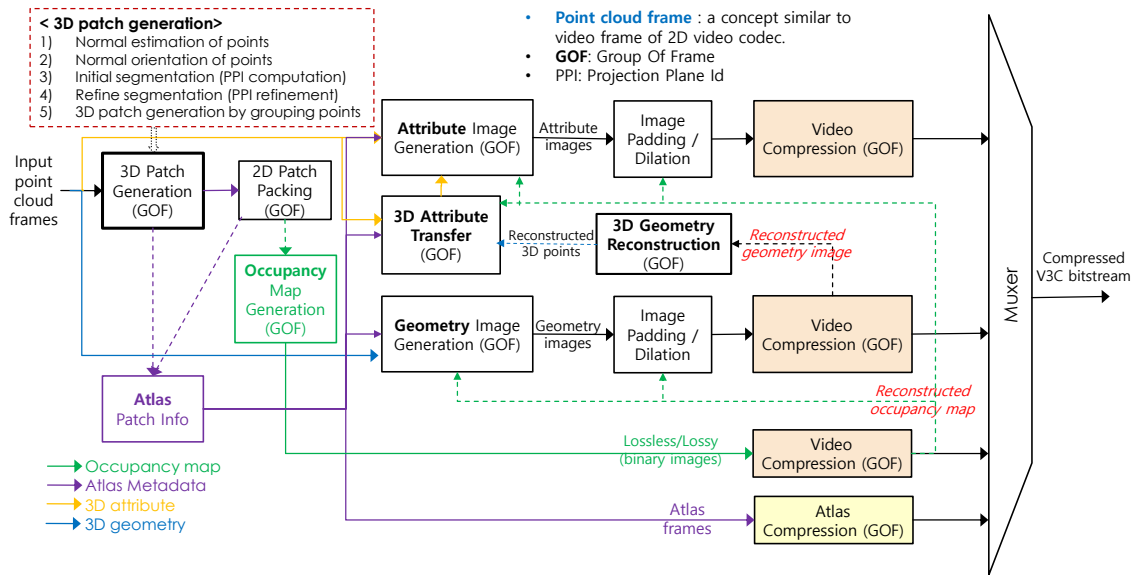 < 3D patch generation>
1) Normal estimation of points
2) Normal orientation of points
3) Initial segmentation (PPI computation)
4) Refine segmentation (PPI refinement)
5) 3D patch generation by grouping points
• Point cloud frame : a concept similar to
video frame of 2D video codec.
• GOF: Group Of Frame
• PPI: Projection Plane Id
Input
point
cloud
frames
3D Patch
Generation
(GOF)
2D Patch
Packing
(GOF)
Occupancy
Map
Generation
(GOF)
Atlas
Patch Info
Attribute Image
Generation (GOF)
Attribute
images
Image
Padding /
Dilation
Video
Compression (GOF)
3D Attribute
Transfer
(GOF)
Reconstructed
3D points
3D Geometry
Reconstruction
(GOF)
Reconstructed
geometry image
Geometry Image
Generation (GOF)
Geometry
images
Image
Padding /
Dilation
Video
Compression (GOF)
Reconstructed
occupancy map
Lossless/Lossy
(binary images)
Video
Compression (GOF)
Atlas
frames
Atlas
Compression (GOF)
Muxer
Compressed
V3C bitstream
Occupancy map
Atlas Metadata
3D attribute
3D geometry